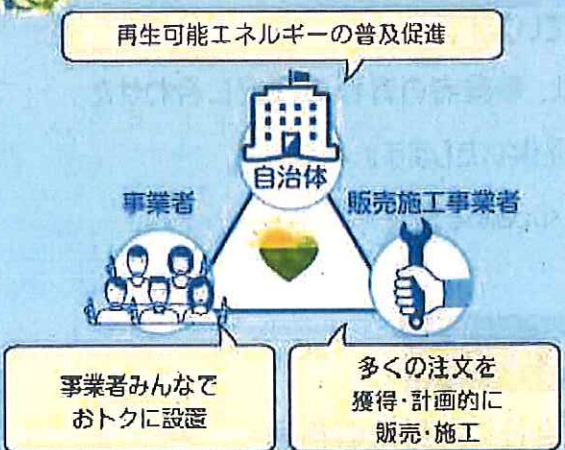 再生可能エネルギーの普及促進
自治体
事業者
販売施工事業者
事業者みんなで
おトクに設置
多くの注文を
獲得・計画的に
販売・施工